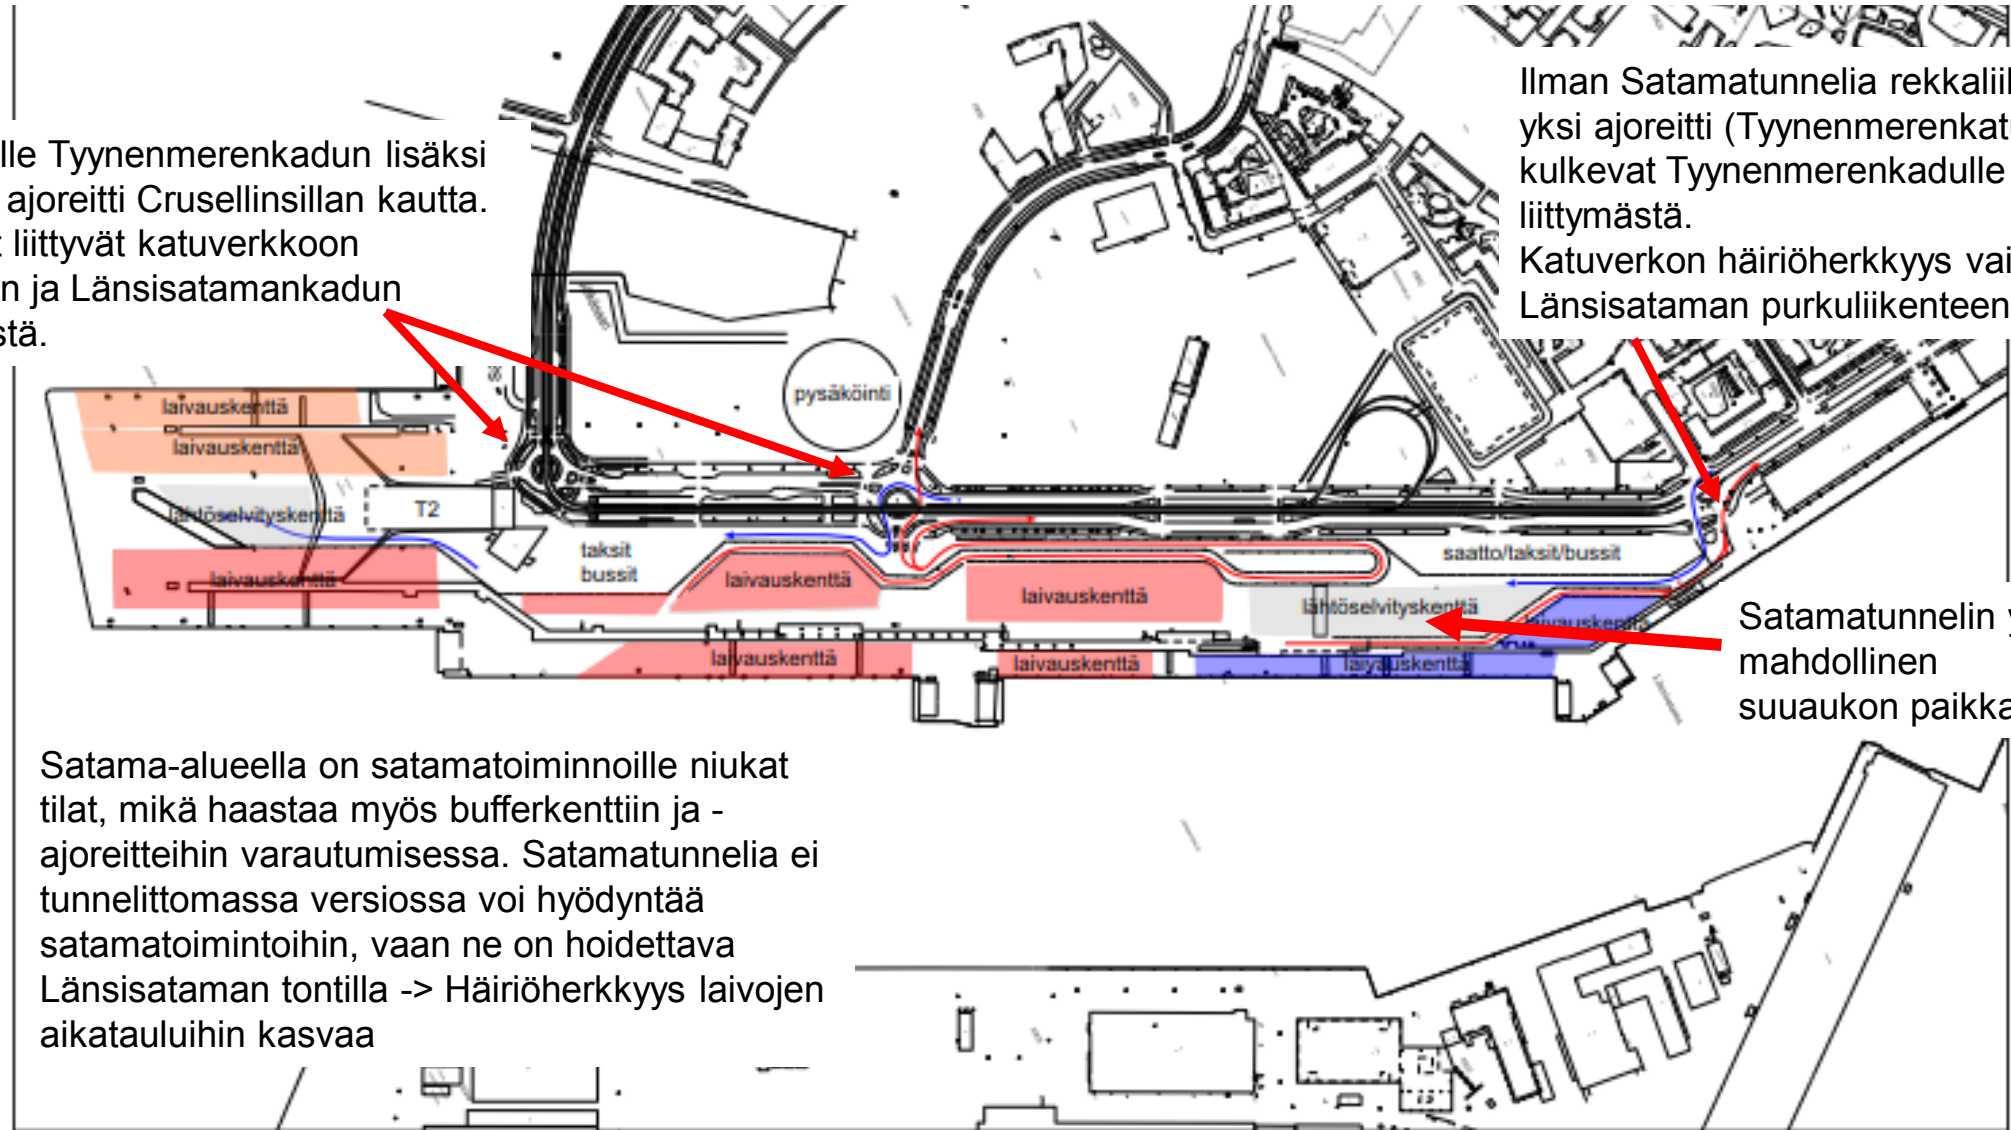 lle Tyynenmerenkadun lisäksi
ajoreitti Crusellinsillan kautta.
t liittyvät katuverkkoon
n ja Länsisatamankadun
stä.
Ilman Satamatunnelia rekkaliil
yksi ajoreitti (Tyynenmerenkatu
kulkevat Tyynenmerenkadulle
liittymästä.
Katuverkon häiriöherkkyys vai
Länsisataman purkuliikenteen
pysäköinti
laivauskenttä
laivauskenttä
lähtöselvityskenttä
T2
laivauskenttä
taksit
bussit
laivauskenttä
laivauskenttä
saatto/taksit/bussit
lähtöselvityskenttä
laivauskenttä
laivauskenttä
laivauskenttä
laivauskenttä
Satamatunnelin y
mahdollinen
suuaukon paikka
Satama-alueella on satamatoiminnoille niukat
tilat, mikä haastaa myös bufferkenttiin ja -
ajoreitteihin varautumisessa. Satamatunnelia ei
tunnelittomassa versiossa voi hyödyntää
satamatoimintoihin, vaan ne on hoidettava
Länsisataman tontilla -> Häiriöherkkyys laivojen
aikatauluihin kasvaa